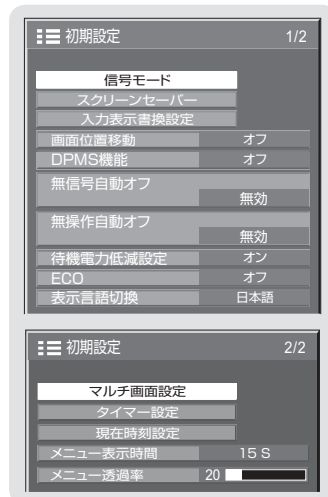 初期設定 1/2
信号モード
スクリーンセーバー
入力表示書換設定
画面位置移動 オフ
DPMS機能 オフ
無信号自動オフ
無効
無操作自動オフ
無効
待機電力低減設定 オン
ECO オフ
表示言語切換 日本語
初期設定 2/2
マルチ画面設定
タイマー設定
現在時刻設定
メニュー表示時間 15 S
メニュー透過率 20